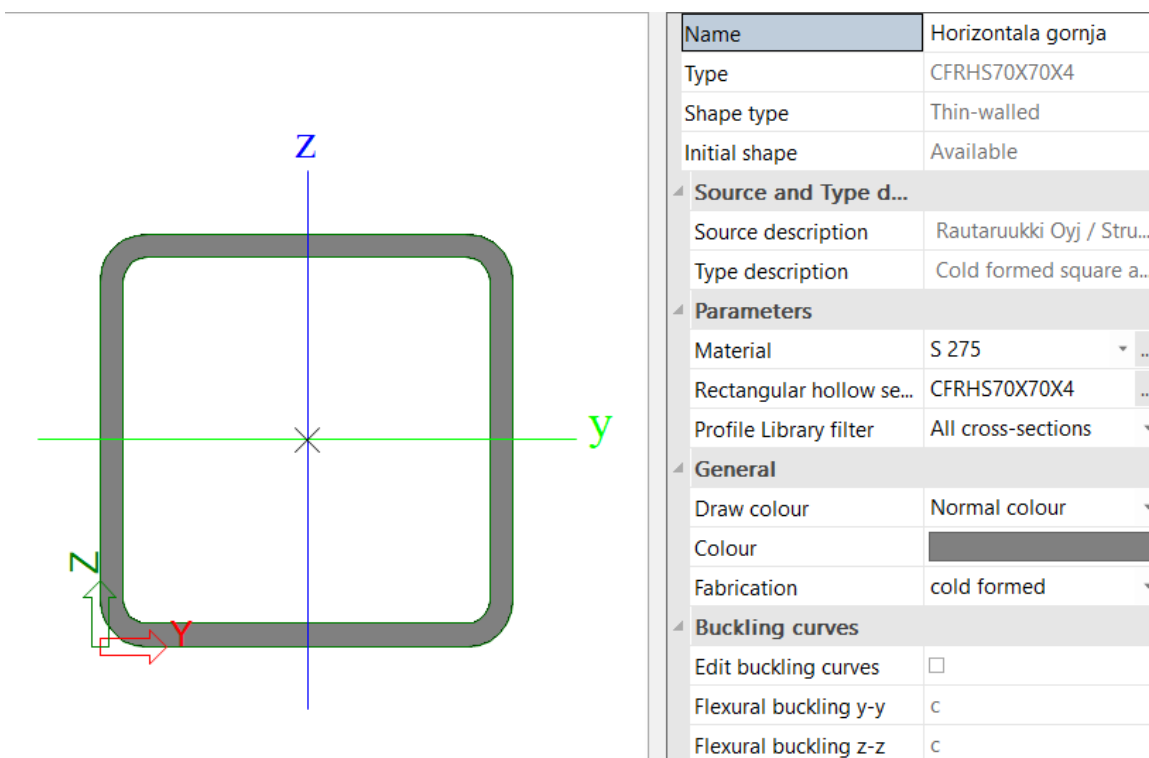 z
y
Z
Y
Name Horizontala gornja
Type CFRHS70X70X4
Shape type Thin-walled
Initial shape Available
Source and Type d...
Source description Rautaruukki Oyj / Stru...
Type description Cold formed square a...
Parameters
Material S 275 ...
Rectangular hollow se... CFRHS70X70X4 ...
Profile Library filter All cross-sections
General
Draw colour Normal colour
Colour
Fabrication cold formed
Buckling curves
Edit buckling curves
Flexural buckling y-y c
Flexural buckling z-z c